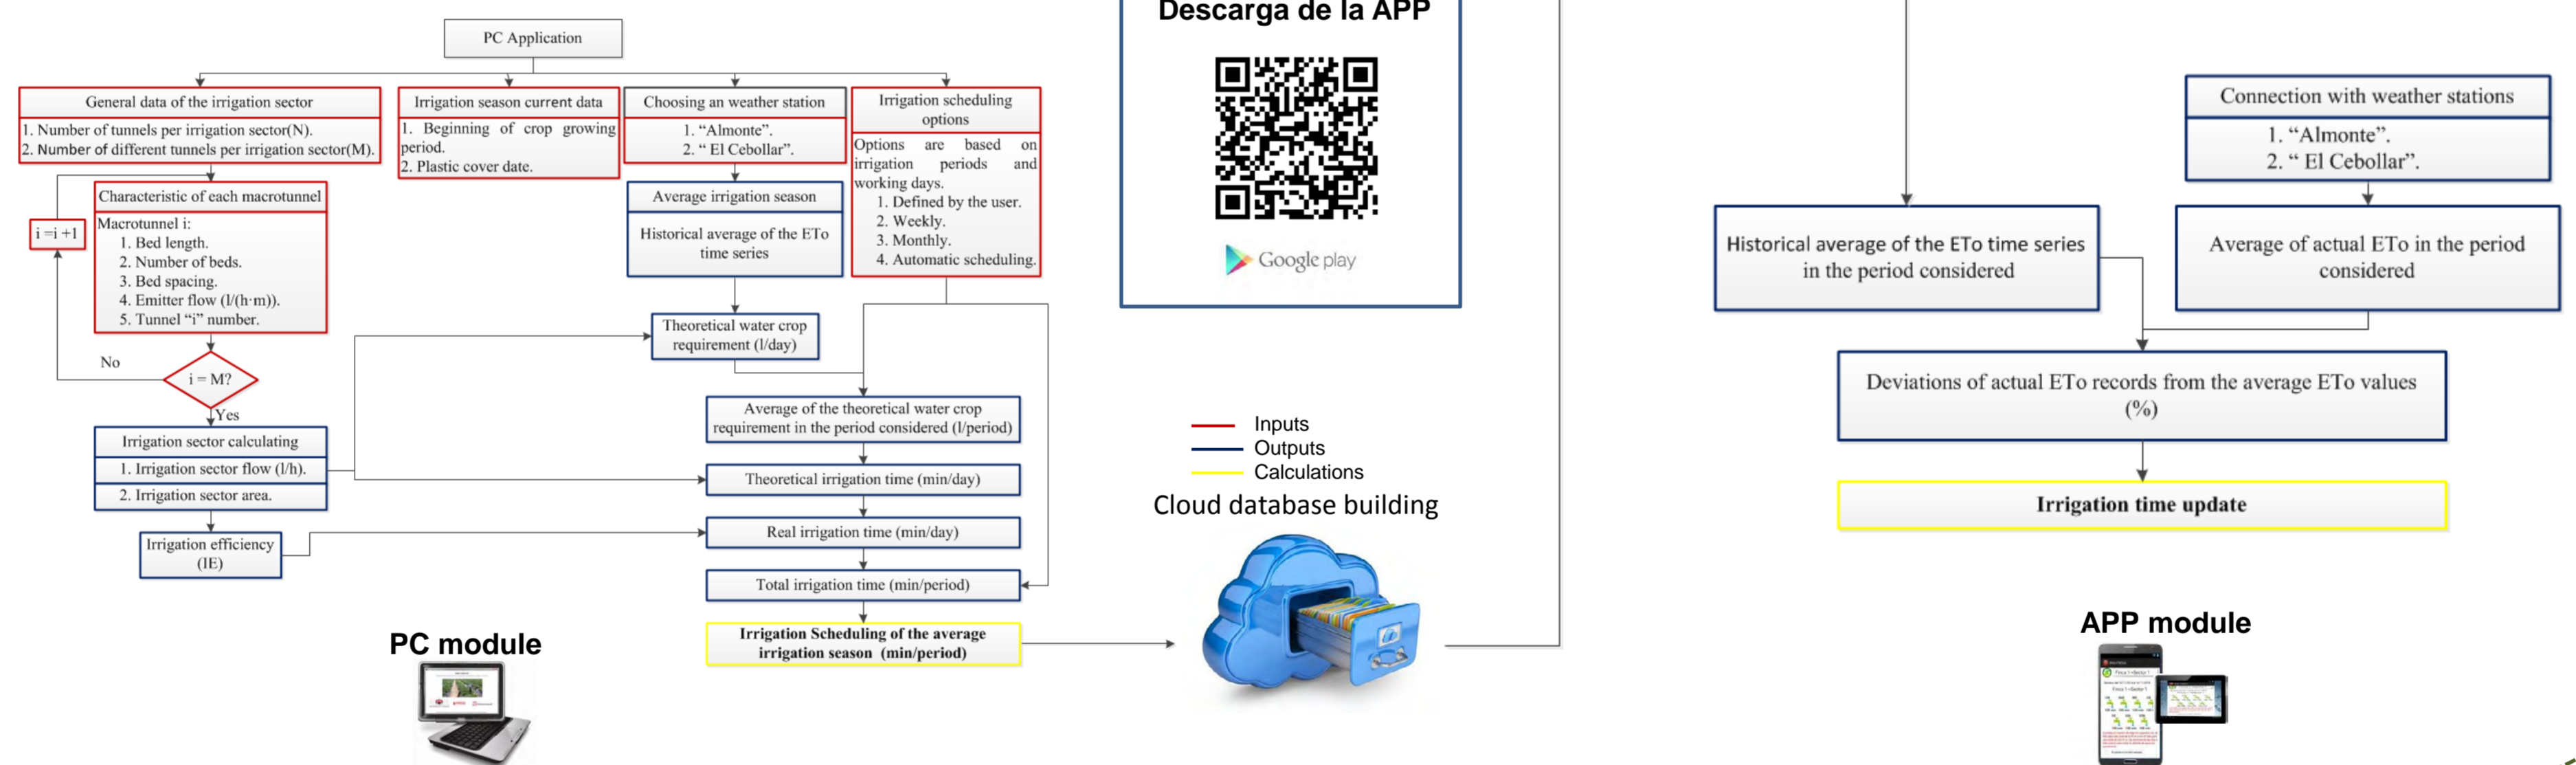 PC Application
General data of the irrigation sector
1. Number of tunnels per irrigation sector(N).
2. Number of different tunnels per irrigation sector(M).
Characteristic of each macrotunnel
Macrotunnel i:
1. Bed length.
2. Number of beds.
3. Bed spacing.
4. Emitter flow (l/(h·m)).
5. Tunnel “i” number.
i =i +1
No
i = M?
Yes
Irrigation sector calculating
1. Irrigation sector flow (l/h).
2. Irrigation sector area.
Irrigation efficiency
(IE)
Irrigation season current data
1. Beginning of crop growing
period.
2. Plastic cover date.
Choosing an weather station
1. “Almonte”.
2. “ El Cebollar”.
Average irrigation season
Historical average of the ETo
time series
Irrigation scheduling
options
Options are based on
irrigation periods and
working days.
1. Defined by the user.
2. Weekly.
3. Monthly.
4. Automatic scheduling.
Theoretical water crop
requirement (l/day)
Average of the theoretical water crop
requirement in the period considered (l/period)
Theoretical irrigation time (min/day)
Real irrigation time (min/day)
Total irrigation time (min/period)
Irrigation Scheduling of the average
irrigation season (min/period)
PC module
Descarga de la APP
Google play
Inputs
Outputs
Calculations
Cloud database building
Connection with weather stations
1. “Almonte”.
2. “ El Cebollar”.
Historical average of the ETo time series
in the period considered
Average of actual ETo in the period
considered
Deviations of actual ETo records from the average ETo values
(%)
Irrigation time update
APP module